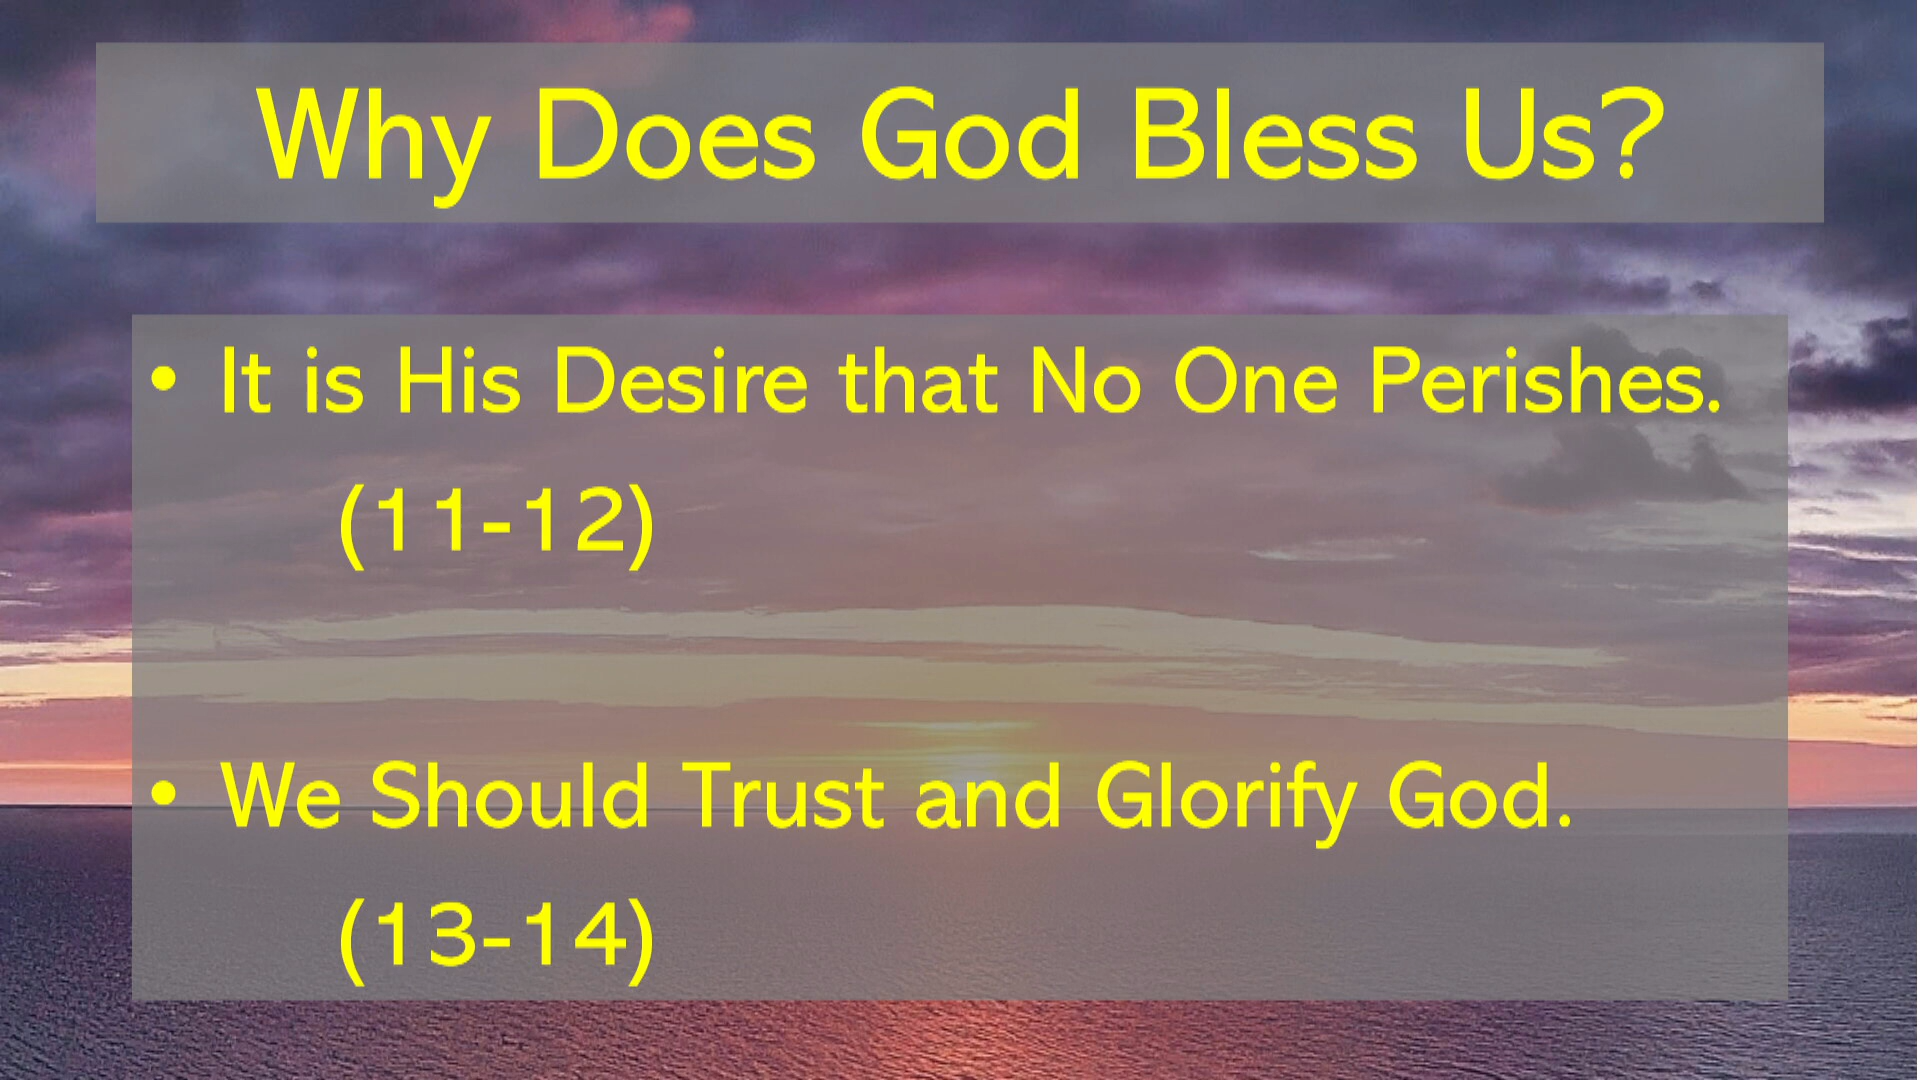 Why Does God Bless Us?
• It is His Desire that No One Perishes.
(11-12)
• We Should Trust and Glorify God.
(13-14)